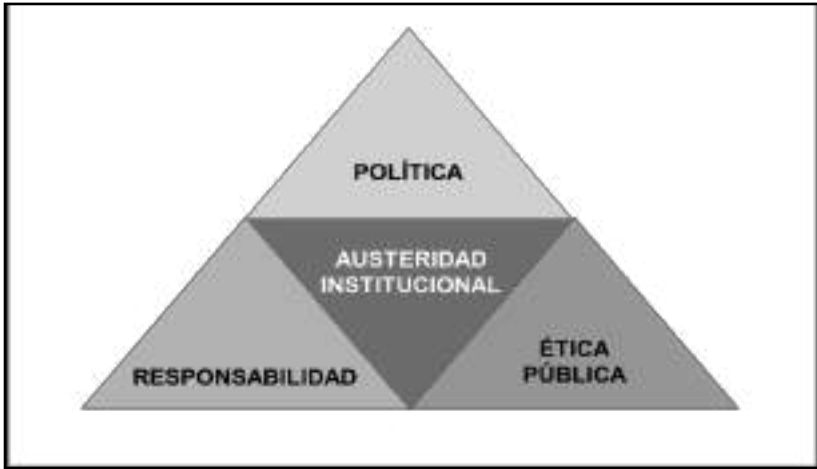 POLÍTICA
AUSTERIDAD
INSTITUCIONAL
RESPONSABILIDAD
ÉTICA
PÚBLICA